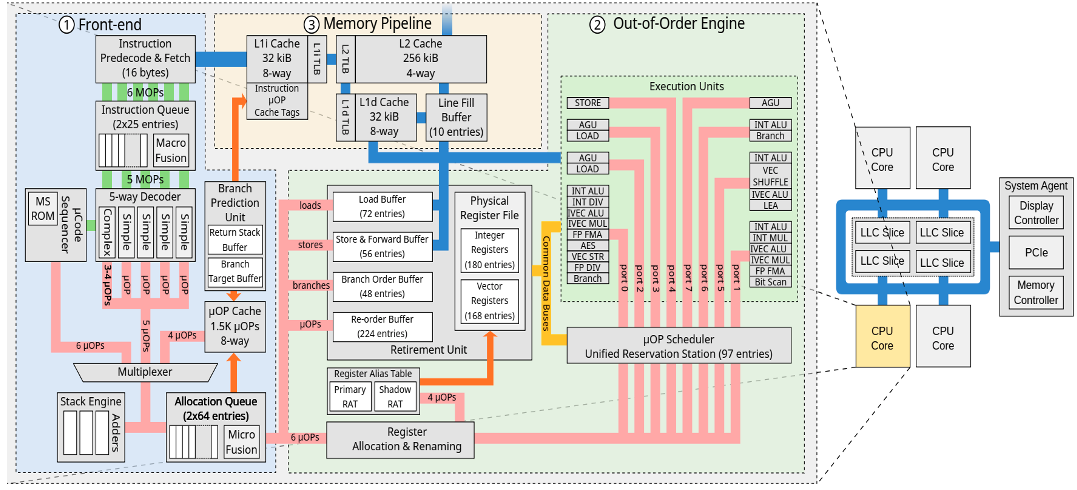 1 Front-end
Instruction
Predecode & Fetch
(16 bytes)
6 MOPs
Instruction Queue
(2x25 entries)
Macro
Fusion
5 MOPs
5-way Decoder
Complex
Simple
Simple
Simple
Simple
MS
ROM
µCode
Sequencer
3-4 µOPs
µOP
µOP
µOP
µOP
Branch
Prediction
Unit
Return Stack
Buffer
Branch
Target Buffer
µOP Cache
1.5K µOPs
8-way
4 µOPs
5 µOPs
6 µOPs
Multiplexer
Stack Engine
Adders
Allocation Queue
(2x64 entries)
Micro
Fusion
6 µOPs
3 Memory Pipeline
L1i Cache
32 kiB
8-way
L1i TLB
Instruction
µOP
Cache Tags
L2 TLB
L2 Cache
256 kiB
4-way
L1d TLB
L1d Cache
32 kiB
8-way
Line Fill
Buffer
(10 entries)
2 Out-of-Order Engine
loads
stores
branches
µOPs
Load Buffer
(72 entries)
Store & Forward Buffer
(56 entries)
Branch Order Buffer
(48 entries)
Re-order Buffer
(224 entries)
Physical
Register File
Integer
Registers
(180 entries)
Vector
Registers
(168 entries)
Retirement Unit
Register Alias Table
Primary
RAT
Shadow
RAT
4 µOPs
Register
Allocation & Renaming
Common Data Buses
Execution Units
STORE
AGU
LOAD
AGU
LOAD
INT ALU
INT DIV
IVEC ALU
IVEC MUL
FP FMA
AES
VEC STR
FP DIV
Branch
AGU
INT ALU
Branch
INT ALU
VEC
SHUFFLE
IVEC ALU
LEA
INT ALU
INT MUL
IVEC ALU
IVEC MUL
FP FMA
Bit Scan
port 0
port 2
port 3
port 4
port 7
port 6
port 5
port 1
µOP Scheduler
Unified Reservation Station (97 entries)
CPU
Core
CPU
Core
LLC Slice
LLC Slice
LLC Slice
LLC Slice
CPU
Core
CPU
Core
System Agent
Display
Controller
PCIe
Memory
Controller